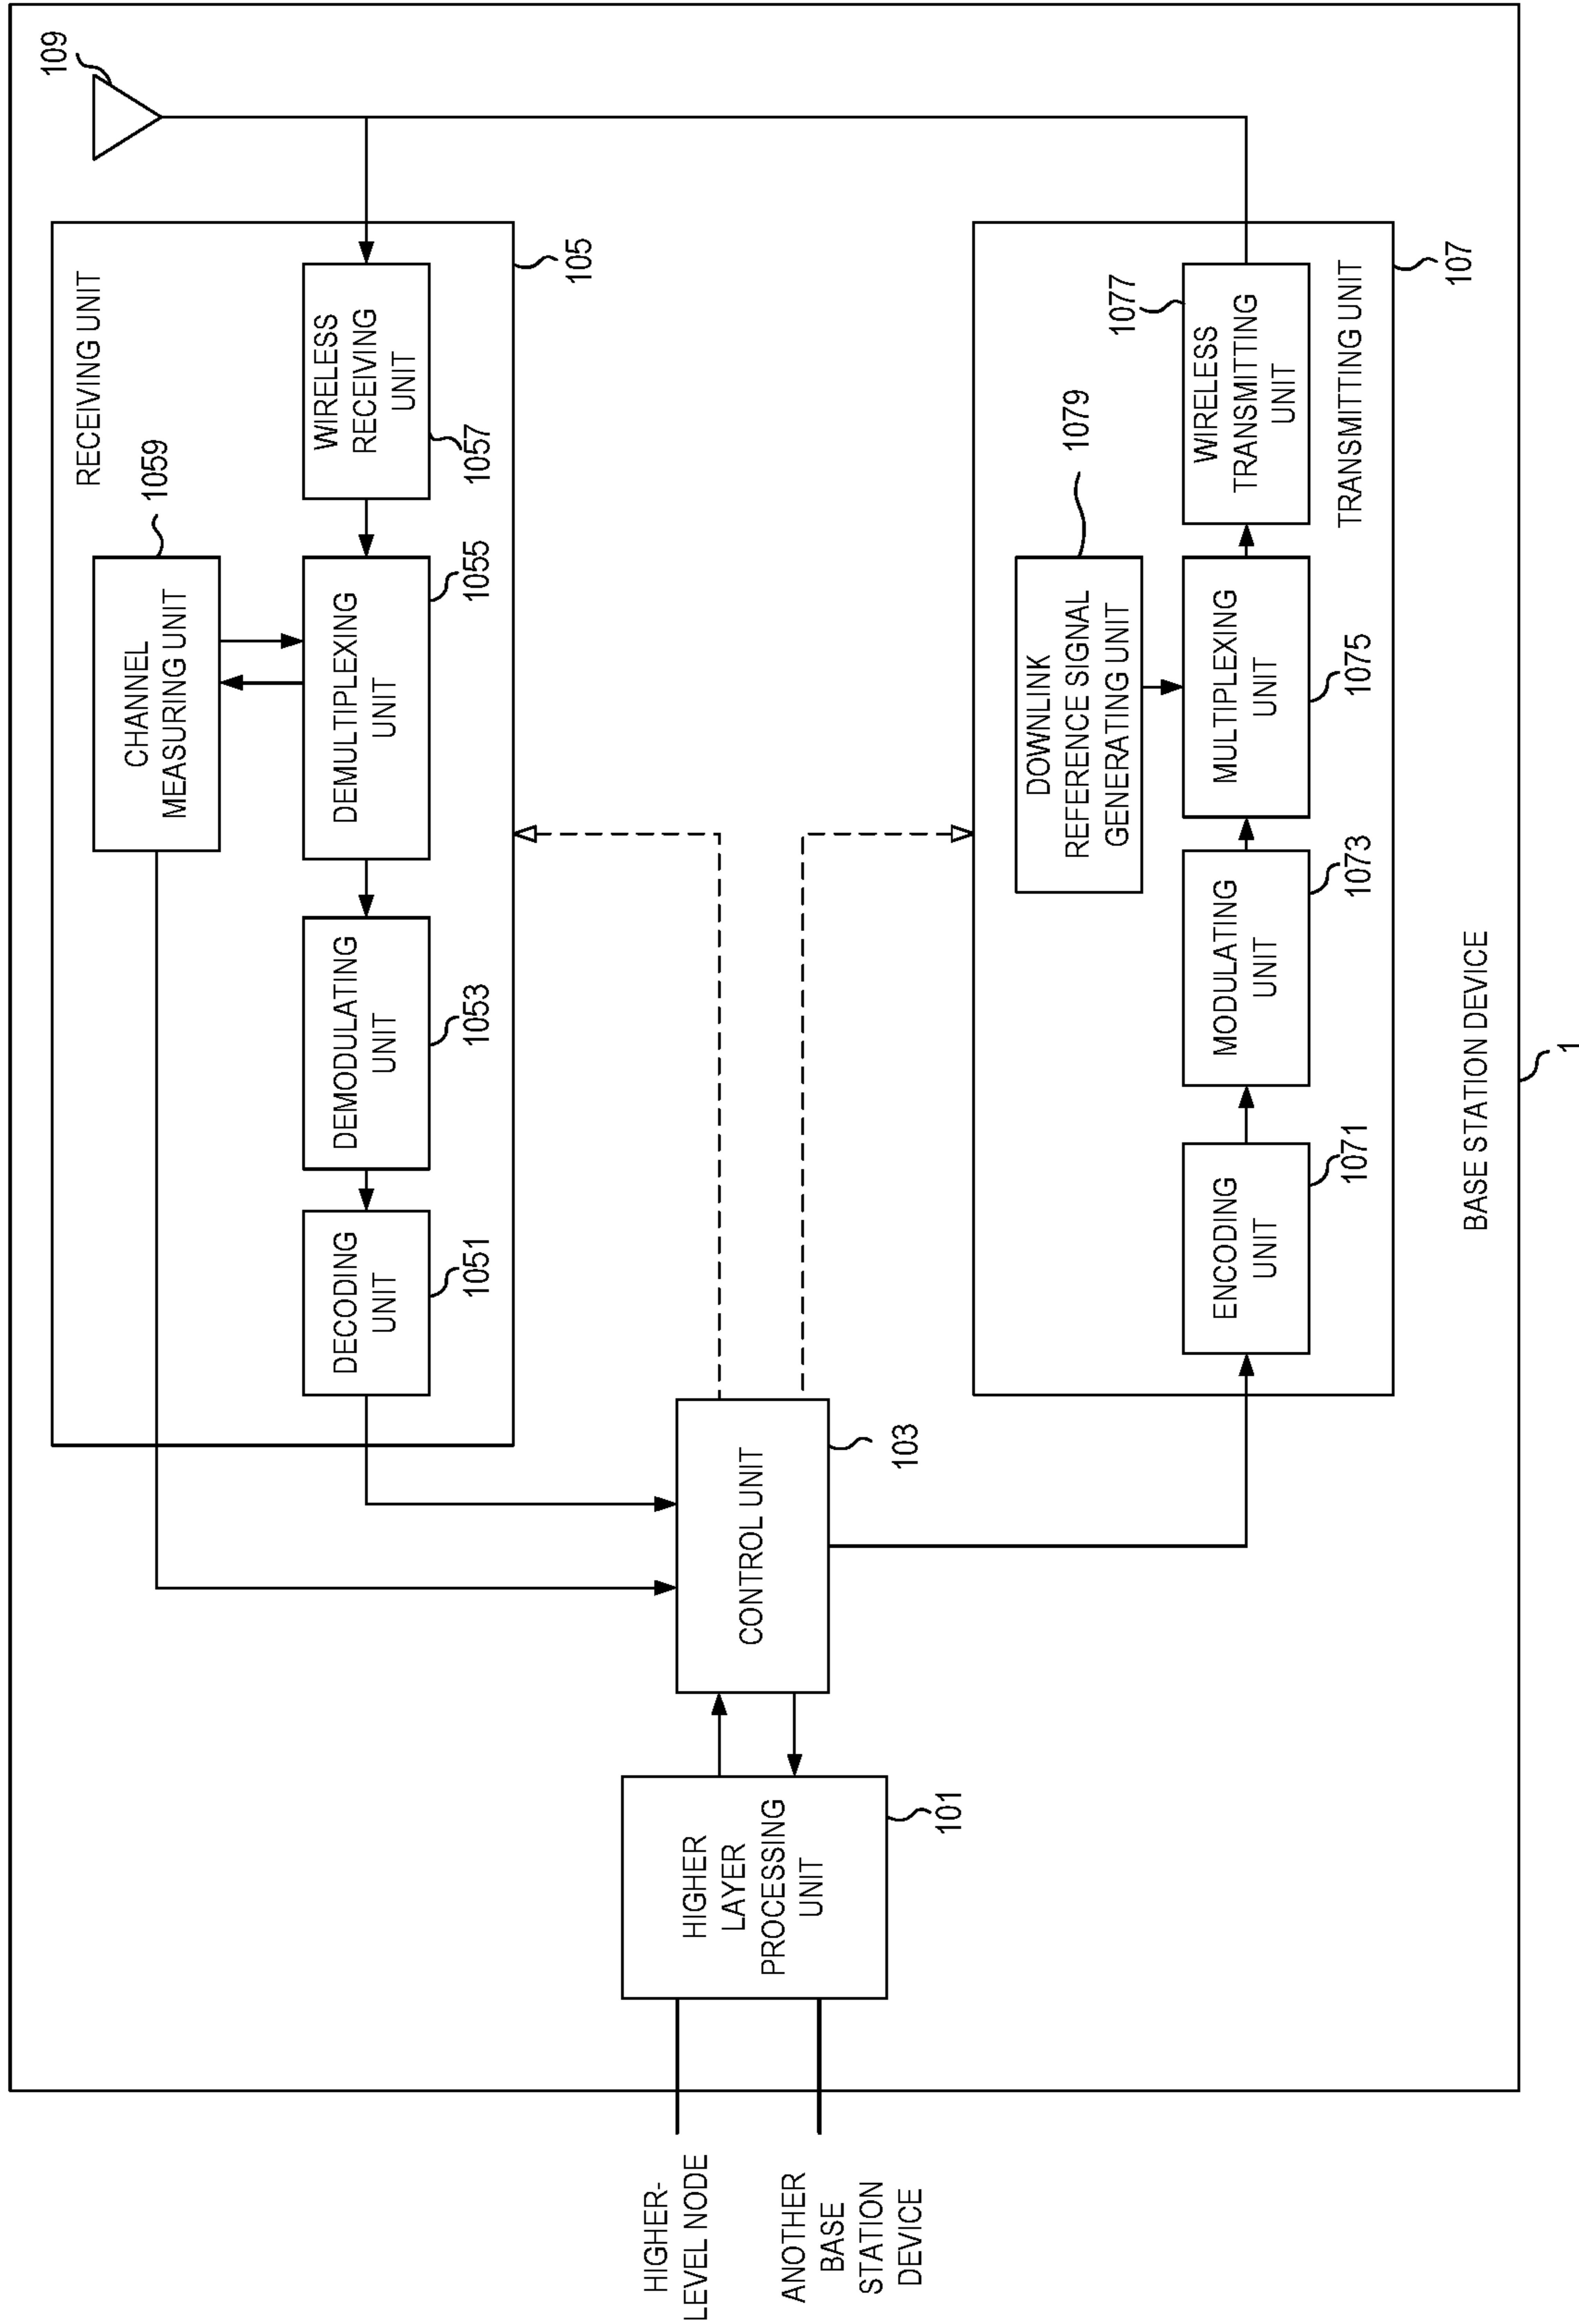 109
RECEIVING UNIT
1059
CHANNEL
MEASURING UNIT
WIRELESS
RECEIVING
UNIT
1057
DEMULTIPLEXING
UNIT
1055
DEMODULATING
UNIT
1053
DECODING
UNIT
1051
105
CONTROL UNIT
103
HIGHER
LAYER
PROCESSING
UNIT
101
HIGHER-
LEVEL NODE
ANOTHER
BASE
STATION
DEVICE
DOWNLINK
REFERENCE SIGNAL
GENERATING UNIT
1079
ENCODING
UNIT
1071
MODULATING
UNIT
1073
MULTIPLEXING
UNIT
1075
WIRELESS
TRANSMITTING
UNIT
1077
TRANSMITTING UNIT
107
BASE STATION DEVICE
1